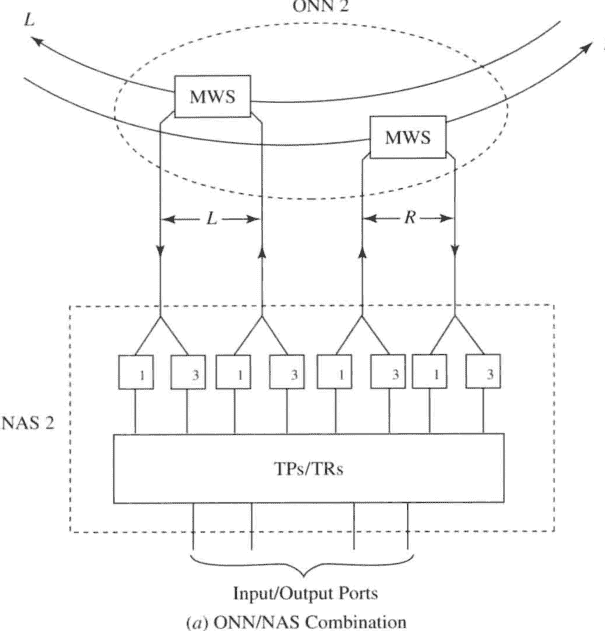 ONN 2
L
MWS
MWS
L
R
1 3 1 3 1 3 1 3
NAS 2
TPs/TRs
Input/Output Ports
(a) ONN/NAS Combination